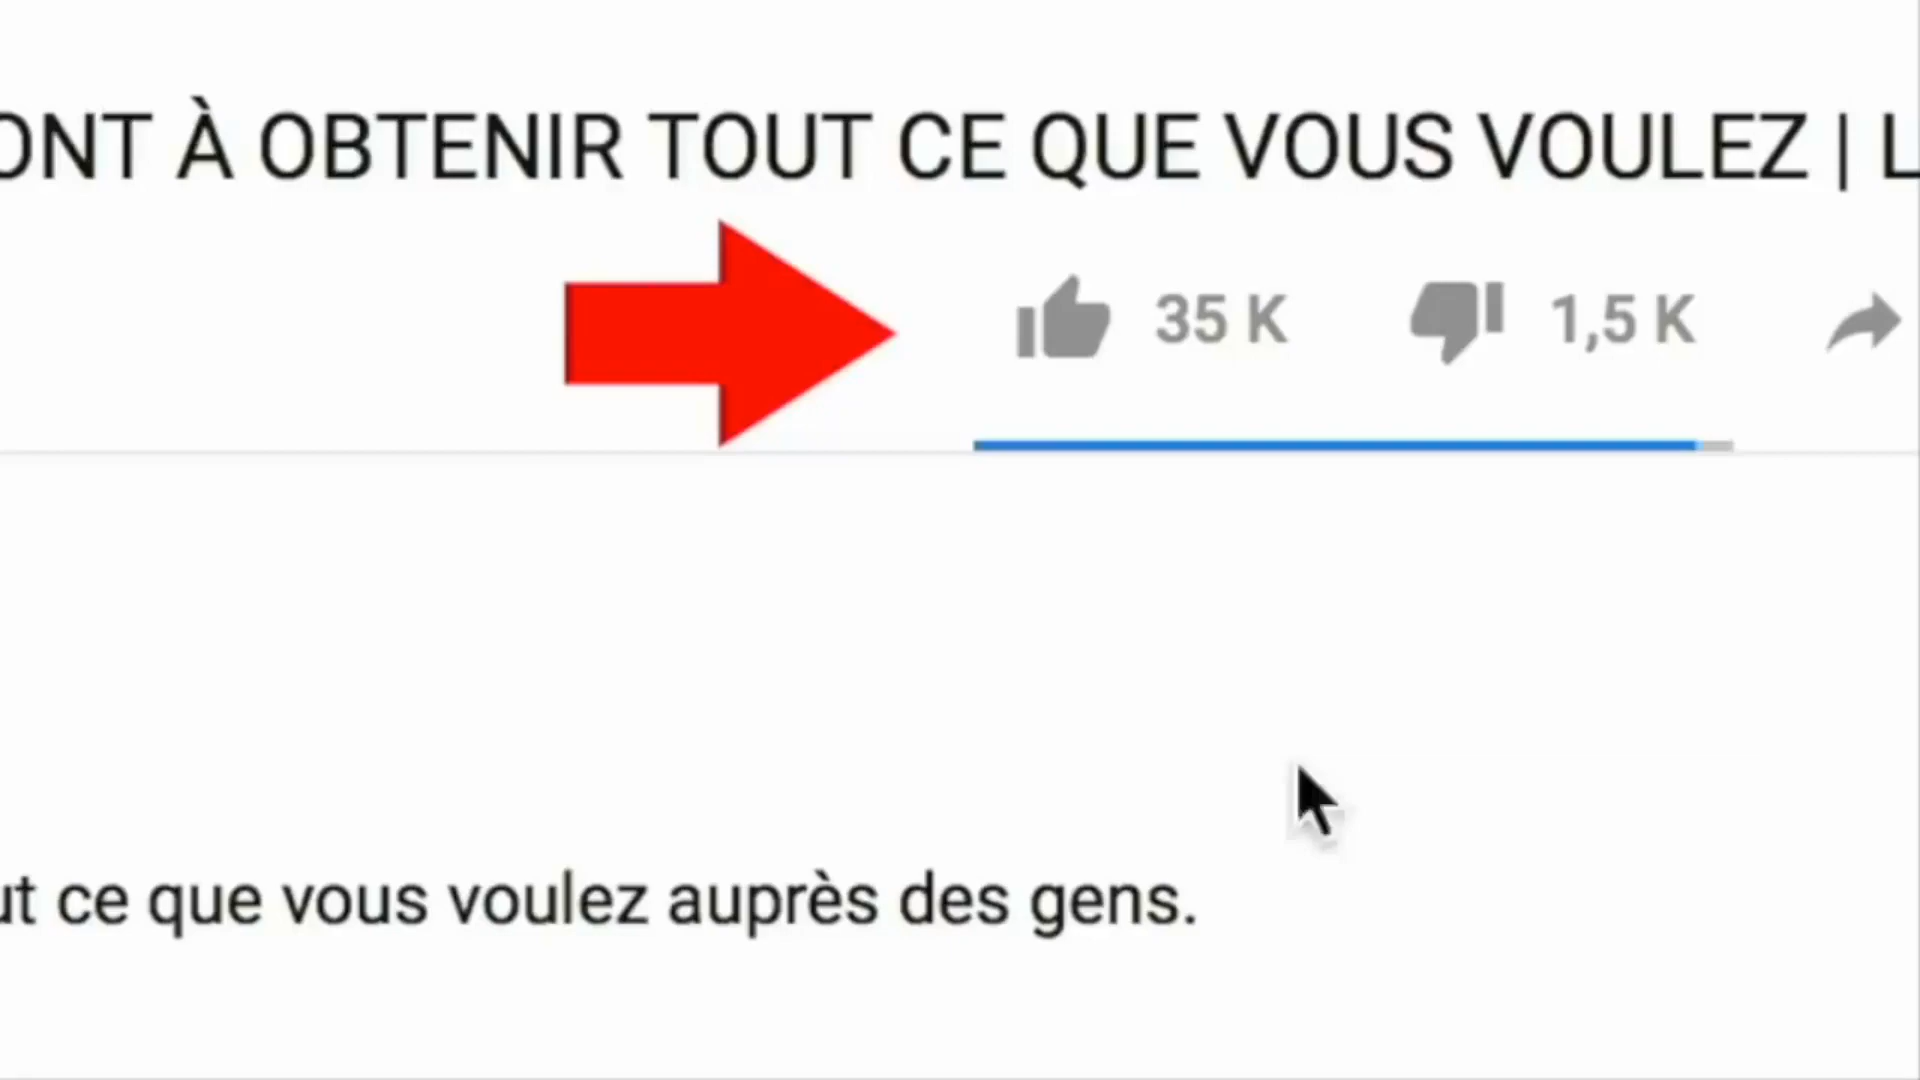 ONT À OBTENIR TOUT CE QUE VOUS VOULEZ | L
35 K 1,5 K
ut ce que vous voulez auprès des gens.